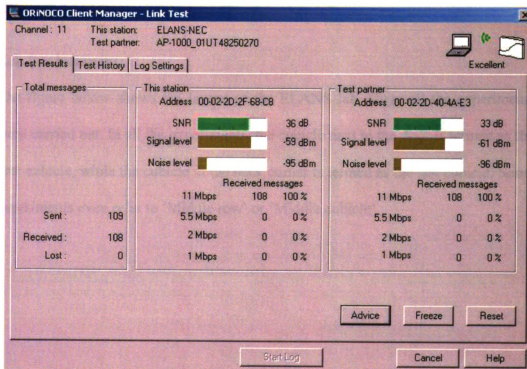 ORiNOCO Client Manager - Link Test
Channel : 11 This station: ELANS-NEC
Test partner: AP-1000_01UT48250270
Excellent
Test Results Test History Log Settings
Total messages
Sent : 109
Received : 108
Lost : 0
This station
Address 00-02-2D-2F-68-C8
SNR 36 dB
Signal level -59 dBm
Noise level -95 dBm
Received messages
11 Mbps 108 100 %
5.5 Mbps 0 0 %
2 Mbps 0 0 %
1 Mbps 0 0 %
Test partner
Address 00-02-2D-40-4A-E3
SNR 33 dB
Signal level -61 dBm
Noise level -96 dBm
Received messages
11 Mbps 108 100 %
5.5 Mbps 0 0 %
2 Mbps 0 0 %
1 Mbps 0 0 %
Advice Freeze Reset
Start Log Cancel Help